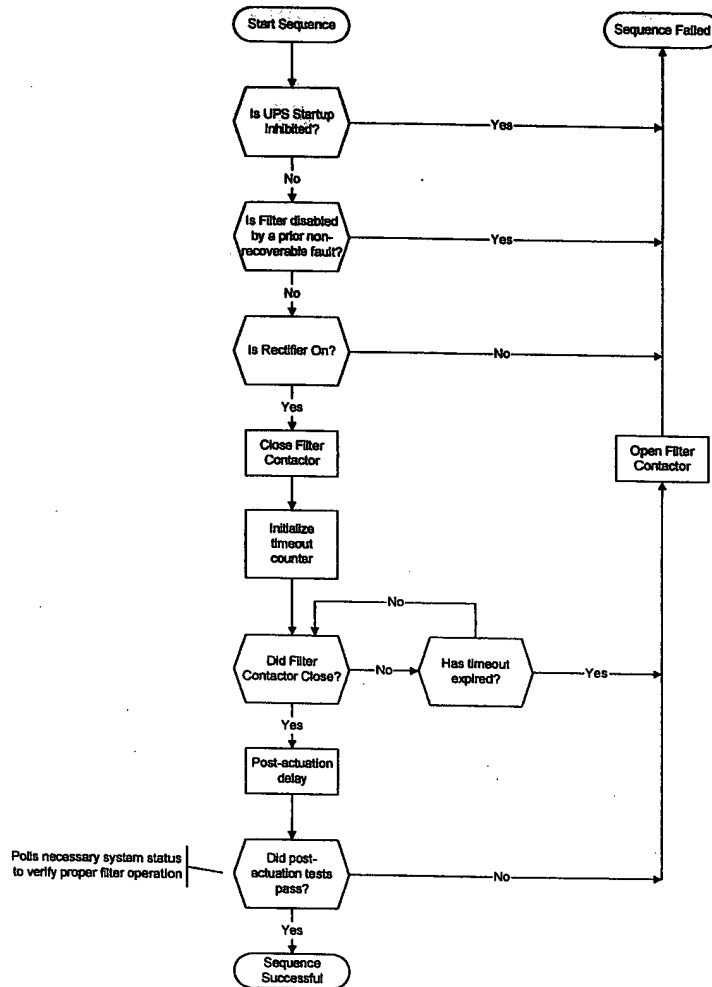 Start Sequence
Sequence Failed
Is UPS Startup
Inhibited?
Yes
No
Is Filter disabled
by a prior non-
recoverable fault?
Yes
No
Is Rectifier On?
No
Yes
Close Filter
Contactor
Open Filter
Contactor
Initialize
timeout
counter
No
Did Filter
Contactor Close?
No
Has timeout
expired?
Yes
Yes
Post-actuation
delay
Polls necessary system status
to verify proper filter operation
Did post-
actuation tests
pass?
No
Yes
Sequence
Successful